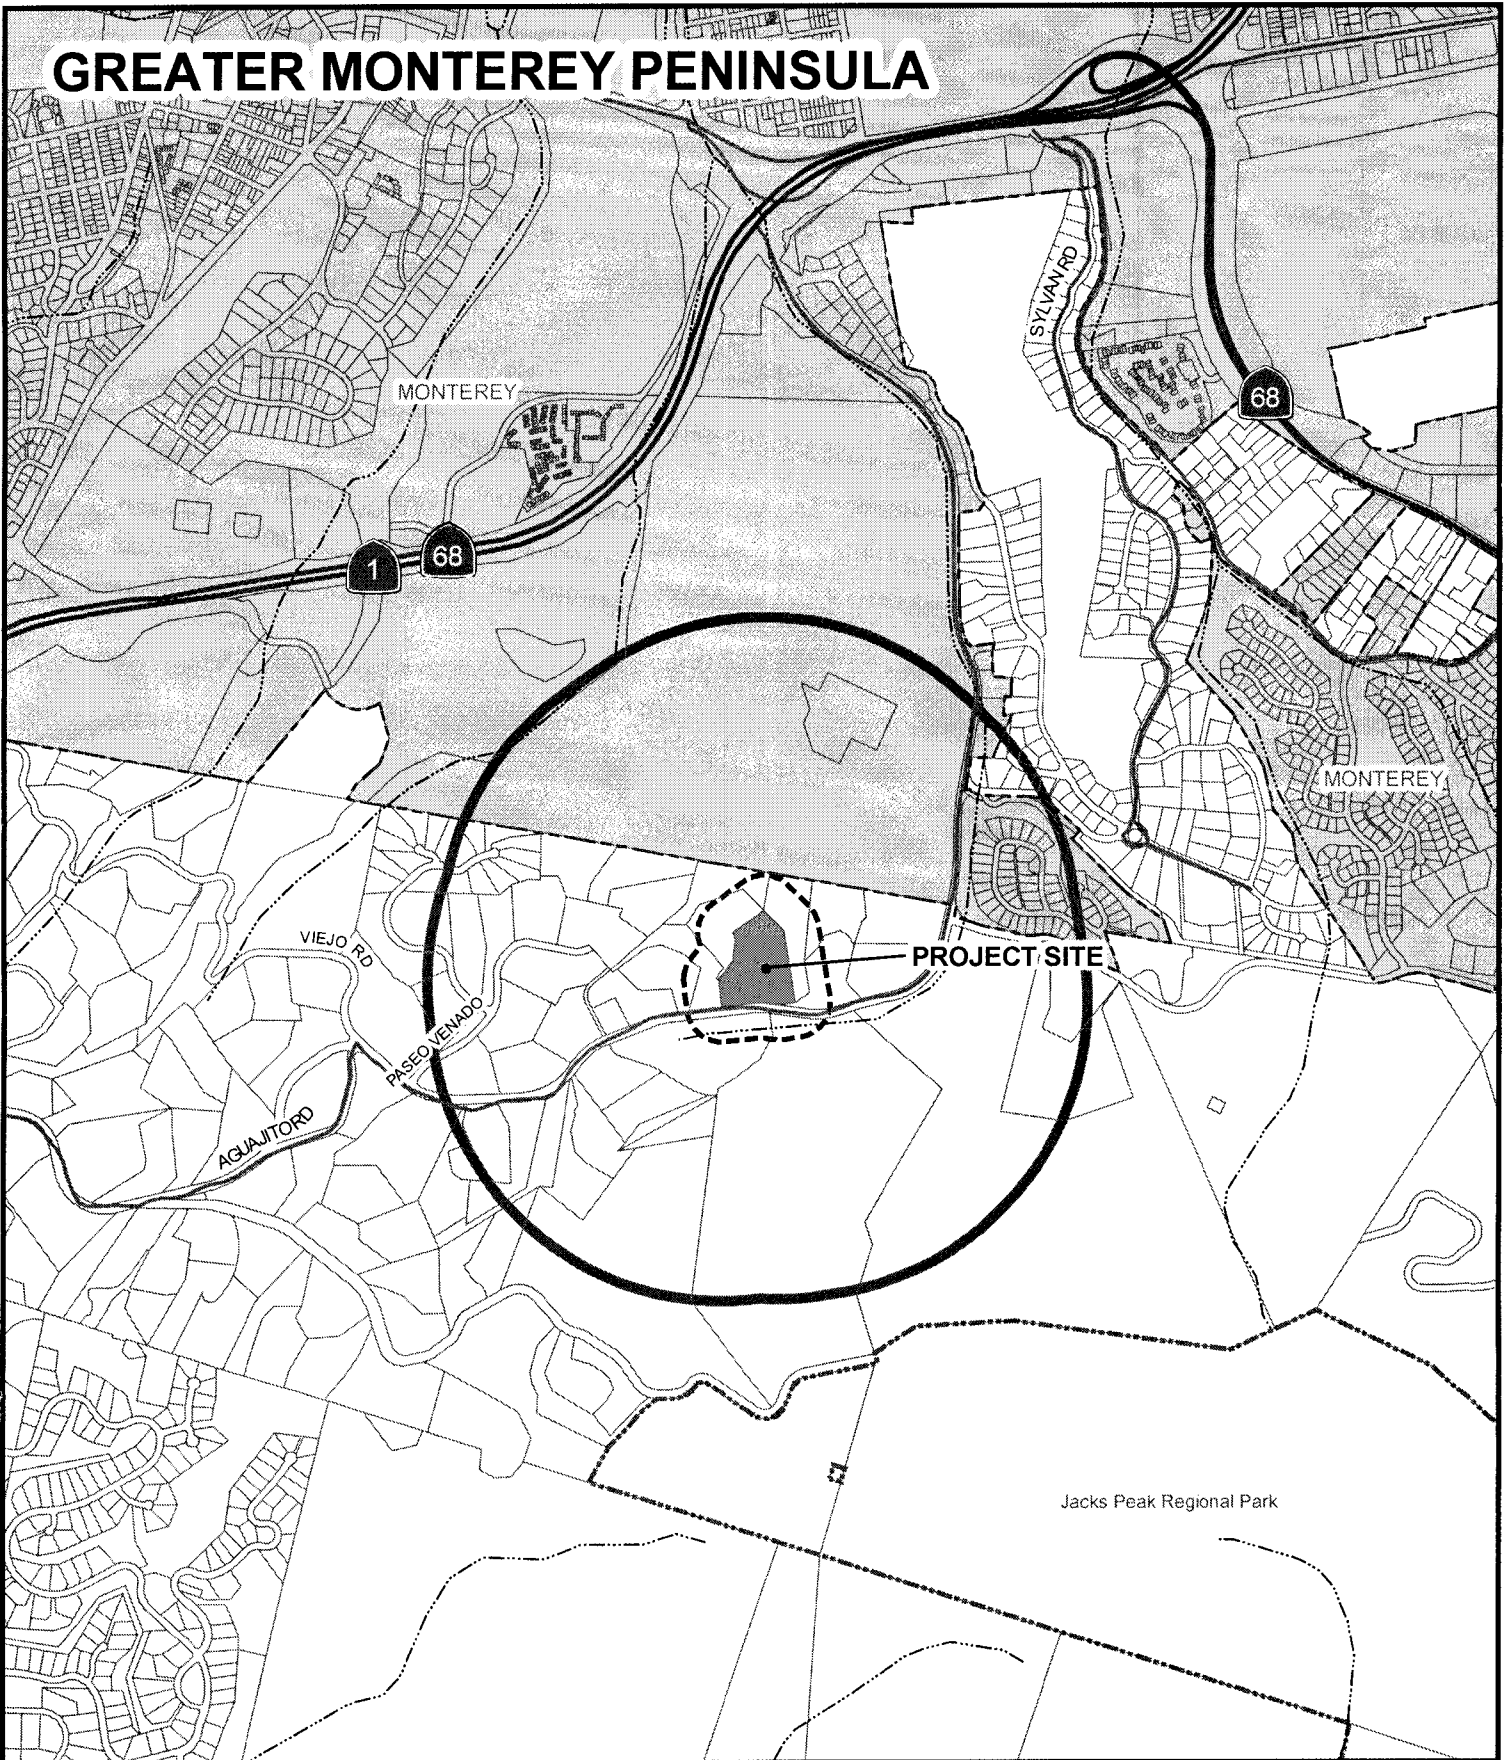 GREATER MONTEREY PENINSULA
SYLVAN RD
MONTEREY
68
1
68
MONTEREY
VIEJO RD
PROJECT SITE
PASEO VENADO
AGUAJITO RD
Jacks Peak Regional Park